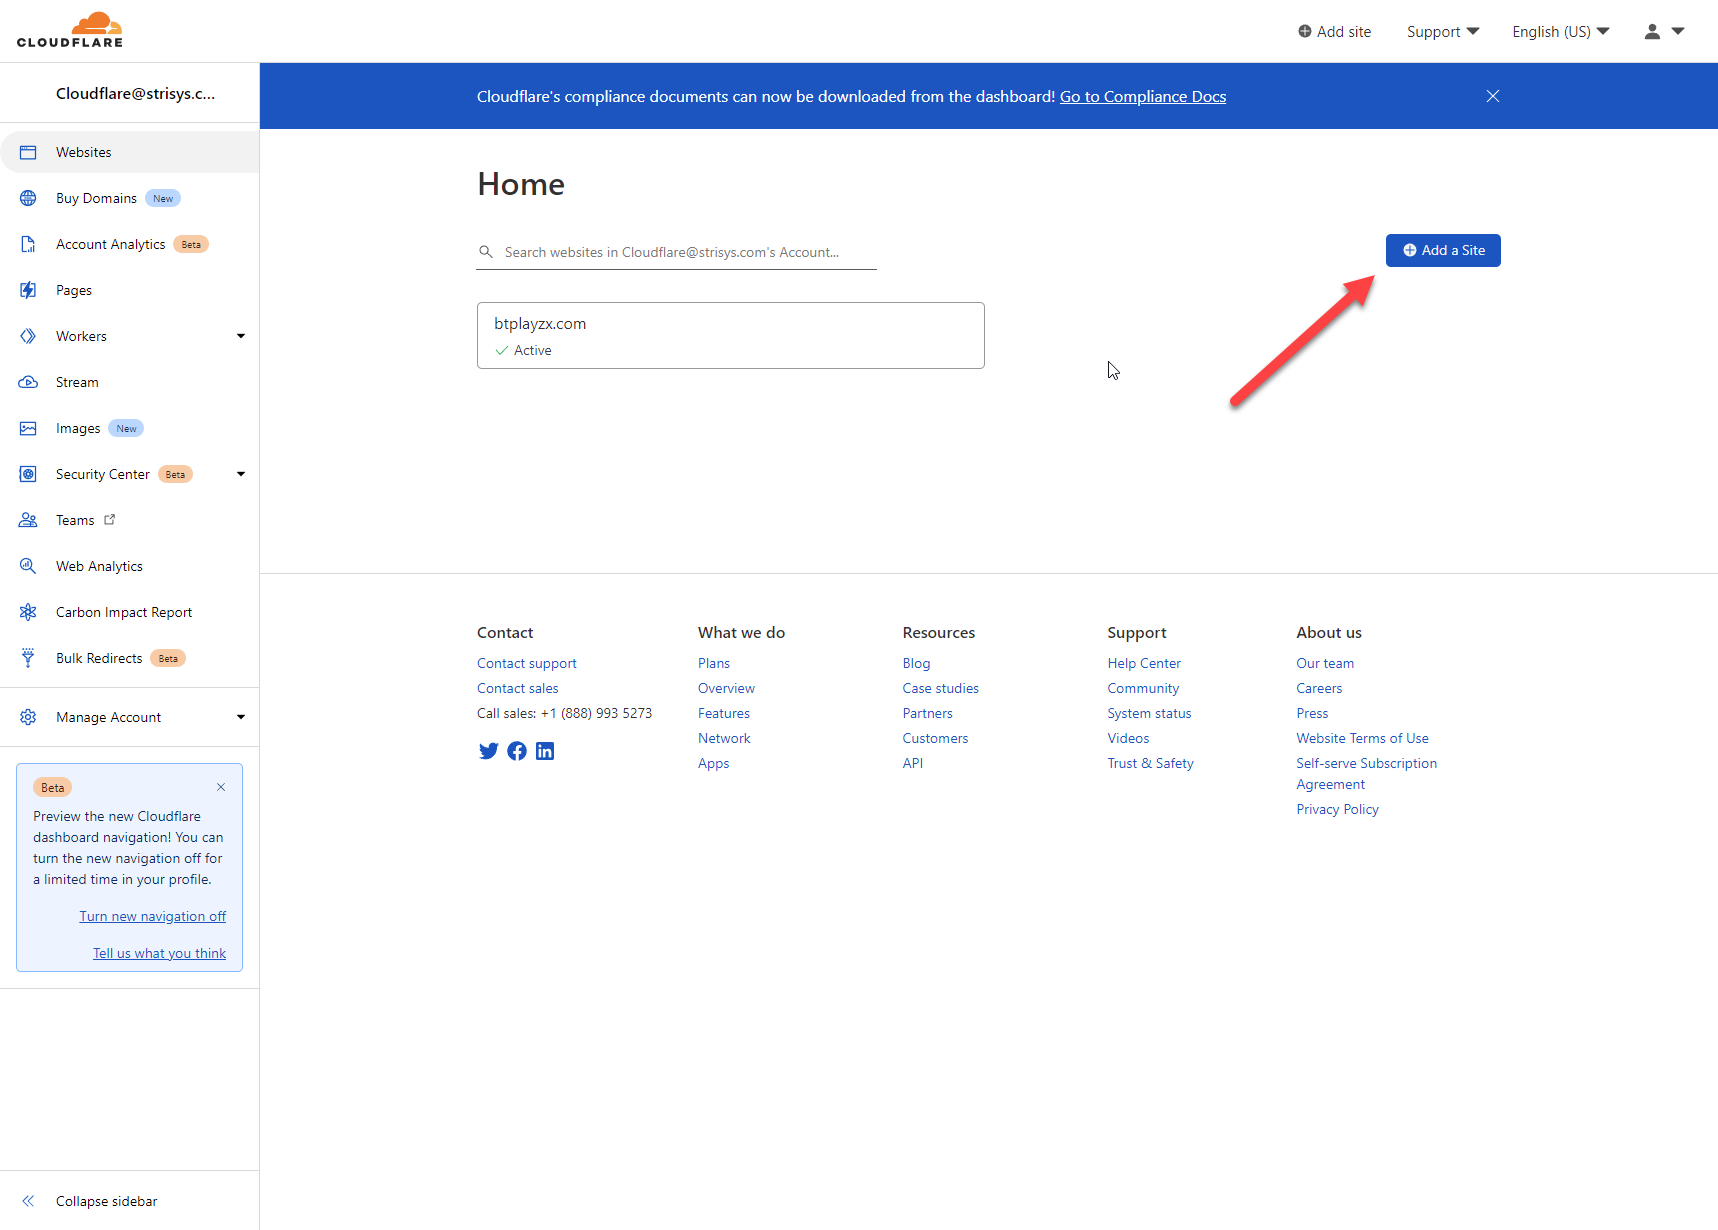 CLOUDFLARE
Add site
Support
English (US)
Cloudflare@strisys.c...
Cloudflare's compliance documents can now be downloaded from the dashboard! Go to Compliance Docs
Websites
Buy Domains New
Account Analytics Beta
Pages
Workers
Stream
Images New
Security Center Beta
Teams
Web Analytics
Carbon Impact Report
Bulk Redirects Beta
Manage Account
Beta
Preview the new Cloudflare
dashboard navigation! You can
turn the new navigation off for
a limited time in your profile.
Turn new navigation off
Tell us what you think
Collapse sidebar
Home
Search websites in Cloudflare@strisys.com's Account...
Add a Site
btplayzx.com
Active
Contact
Contact support
Contact sales
Call sales: +1 (888) 993 5273
What we do
Plans
Overview
Features
Network
Apps
Resources
Blog
Case studies
Partners
Customers
API
Support
Help Center
Community
System status
Videos
Trust & Safety
About us
Our team
Careers
Press
Website Terms of Use
Self-serve Subscription
Agreement
Privacy Policy